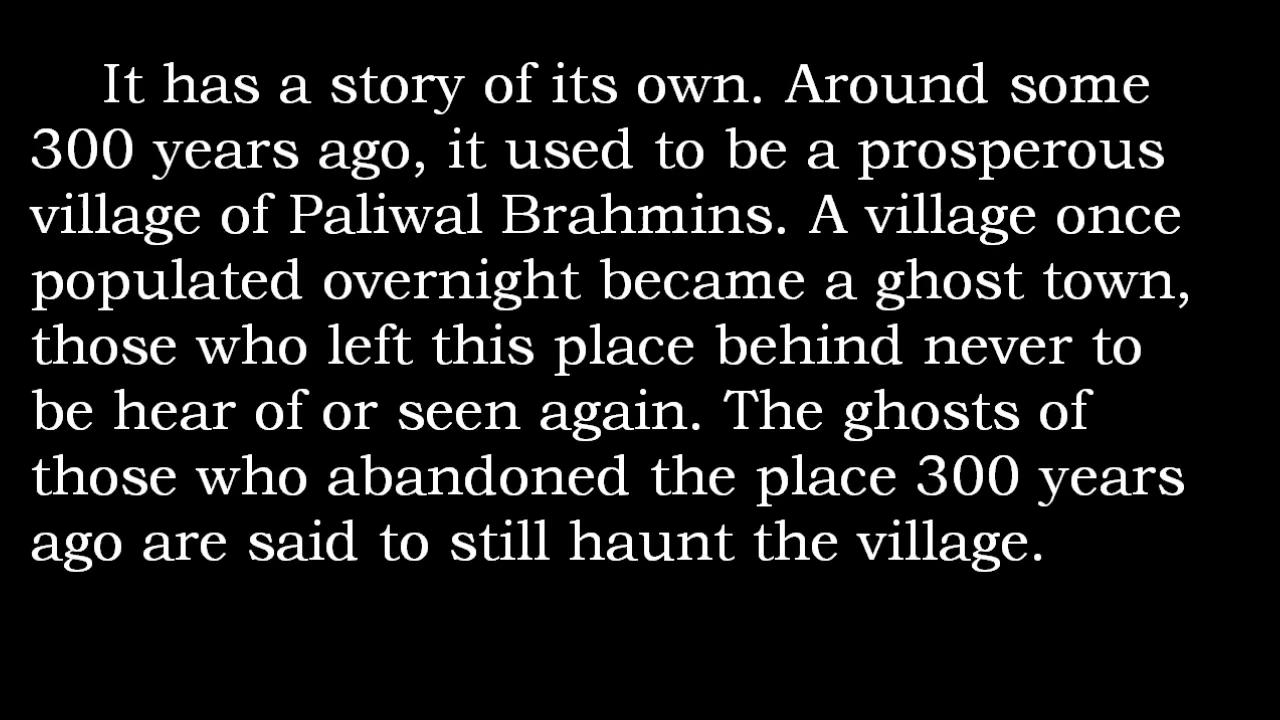 It has a story of its own. Around some
300 years ago, it used to be a prosperous
village of Paliwal Brahmins. A village once
populated overnight became a ghost town,
those who left this place behind never to
be hear of or seen again. The ghosts of
those who abandoned the place 300 years
ago are said to still haunt the village.